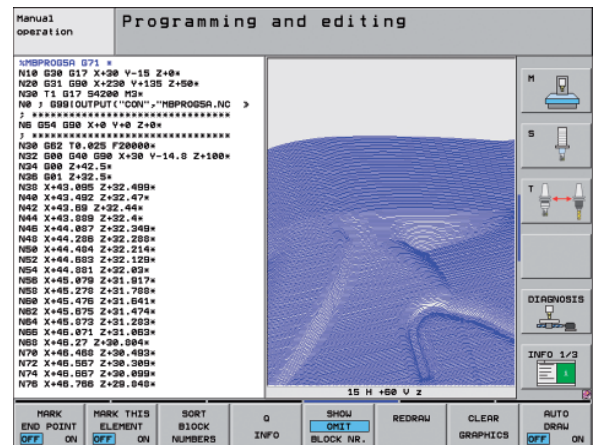 Manual
operation
Programming and editing
%MBPROG5A G71 *
N10 G30 G17 X+30 Y-15 Z+0*
N20 G31 G90 X+230 Y+135 Z+50*
N30 T1 G17 S4200 M3*
N0 ; G99(OUTPUT("CON","MBPROG5A.NC »
; **********************************
N6 G54 G90 X+0 Y+0 Z+0*
; **********************************
N30 G62 T0.025 F20000*
N32 G00 G40 G90 X+30 Y-14.8 Z+100*
N34 G00 Z+42.5*
N36 G01 Z+32.5*
N38 X+43.095 Z+32.499*
N40 X+43.492 Z+32.47*
N42 X+43.69 Z+32.44*
N44 X+43.889 Z+32.4*
N46 X+44.087 Z+32.349*
N48 X+44.286 Z+32.288*
N50 X+44.484 Z+32.214*
N52 X+44.683 Z+32.129*
N54 X+44.881 Z+32.03*
N56 X+45.079 Z+31.917*
N58 X+45.278 Z+31.788*
N60 X+45.476 Z+31.641*
N62 X+45.675 Z+31.474*
N64 X+45.873 Z+31.283*
N66 X+46.071 Z+31.063*
N68 X+46.27 Z+30.804*
N70 X+46.468 Z+30.493*
N72 X+46.567 Z+30.309*
N74 X+46.667 Z+30.099*
N76 X+46.766 Z+29.848*
15 H +60 V z
M
S
T
DIAGNOSIS
INFO 1/3
1
MARK
END POINT
OFF ON
MARK THIS
ELEMENT
OFF ON
SORT
BLOCK
NUMBERS
Q
INFO
SHOW
OMIT
BLOCK NR.
REDRAW
CLEAR
GRAPHICS
AUTO
DRAW
OFF ON